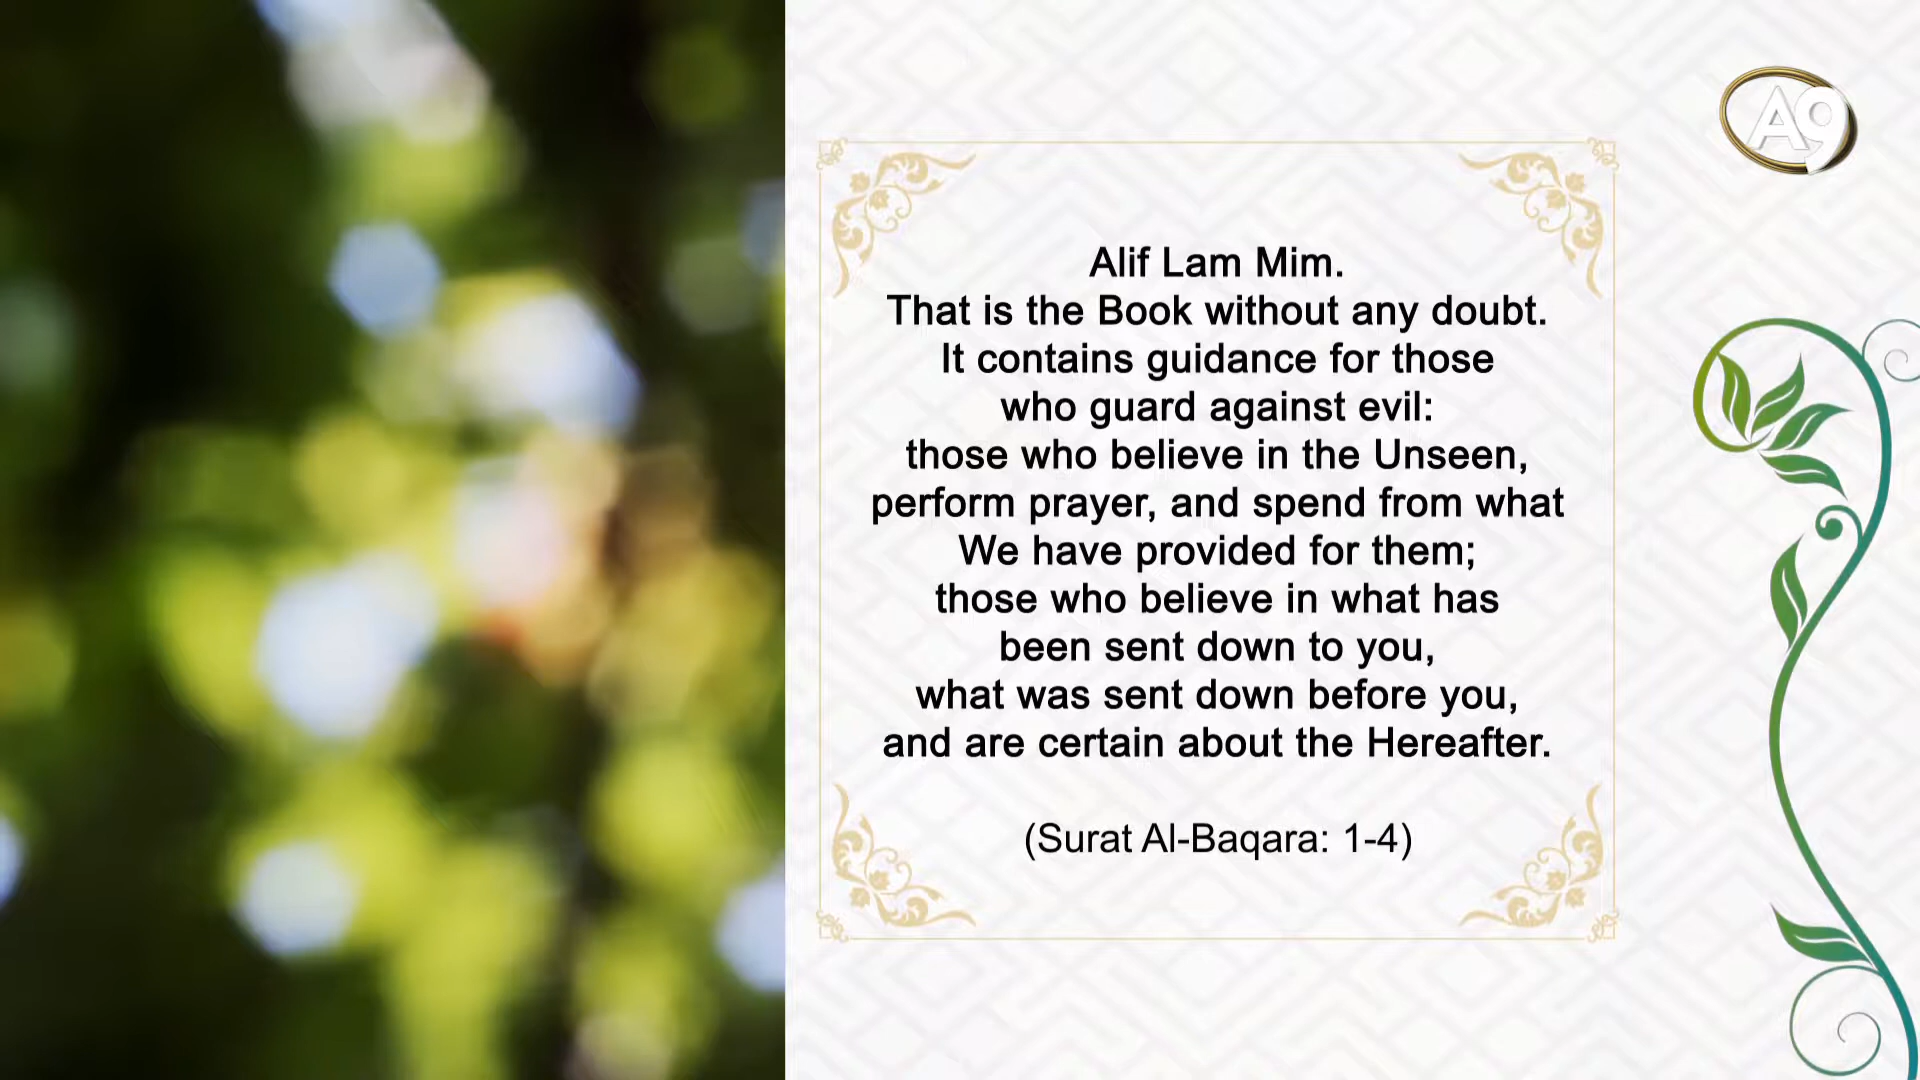 A9
Alif Lam Mim.
That is the Book without any doubt.
It contains guidance for those
who guard against evil:
those who believe in the Unseen,
perform prayer, and spend from what
We have provided for them;
those who believe in what has
been sent down to you,
what was sent down before you,
and are certain about the Hereafter.
(Surat Al-Baqara: 1-4)